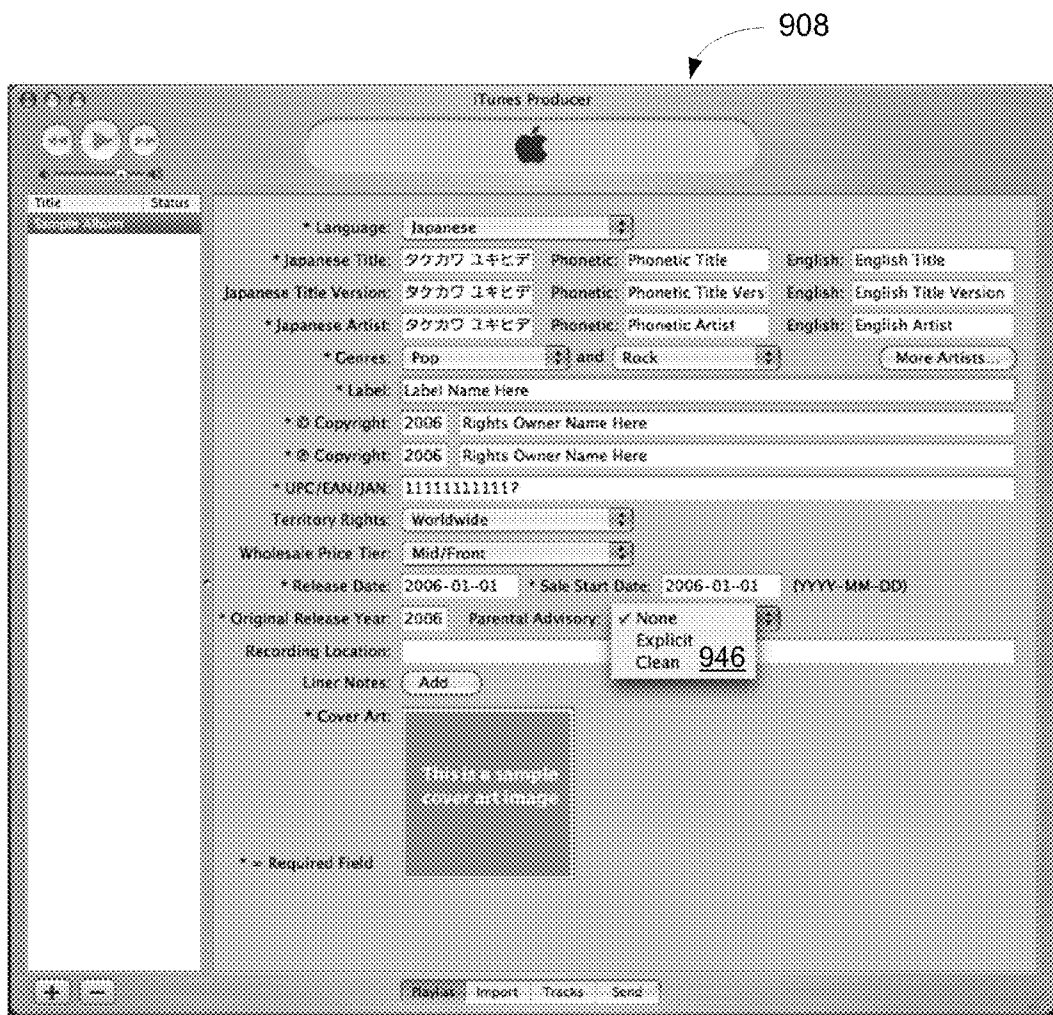 908
iTunes Producer
Title Status
Sample Album
* Language: Japanese
* Japanese Title: タケカワ ユキヒデ Phonetic: Phonetic Title English: English Title
Japanese Title Version: タケカワ ユキヒデ Phonetic: Phonetic Title Vers English: English Title Version
* Japanese Artist: タケカワ ユキヒデ Phonetic: Phonetic Artist English: English Artist
* Genres: Pop and Rock More Artists...
* Label: Label Name Here
* © Copyright: 2006 Rights Owner Name Here
* ℗ Copyright: 2006 Rights Owner Name Here
* UPC/EAN/JAN:
Territory Rights: Worldwide
Wholesale Price Tier: Mid/Front
* Release Date: 2006-01-01 * Sale Start Date: 2006-01-01 (YYYY-MM-DD)
* Original Release Year: 2006 Parental Advisory: ✓ None
Explicit
Recording Location: Clean 946
Liner Notes: Add
* Cover Art:
This is a sample
cover art image
* = Required Field
+ −
Playlist Import Tracks Send